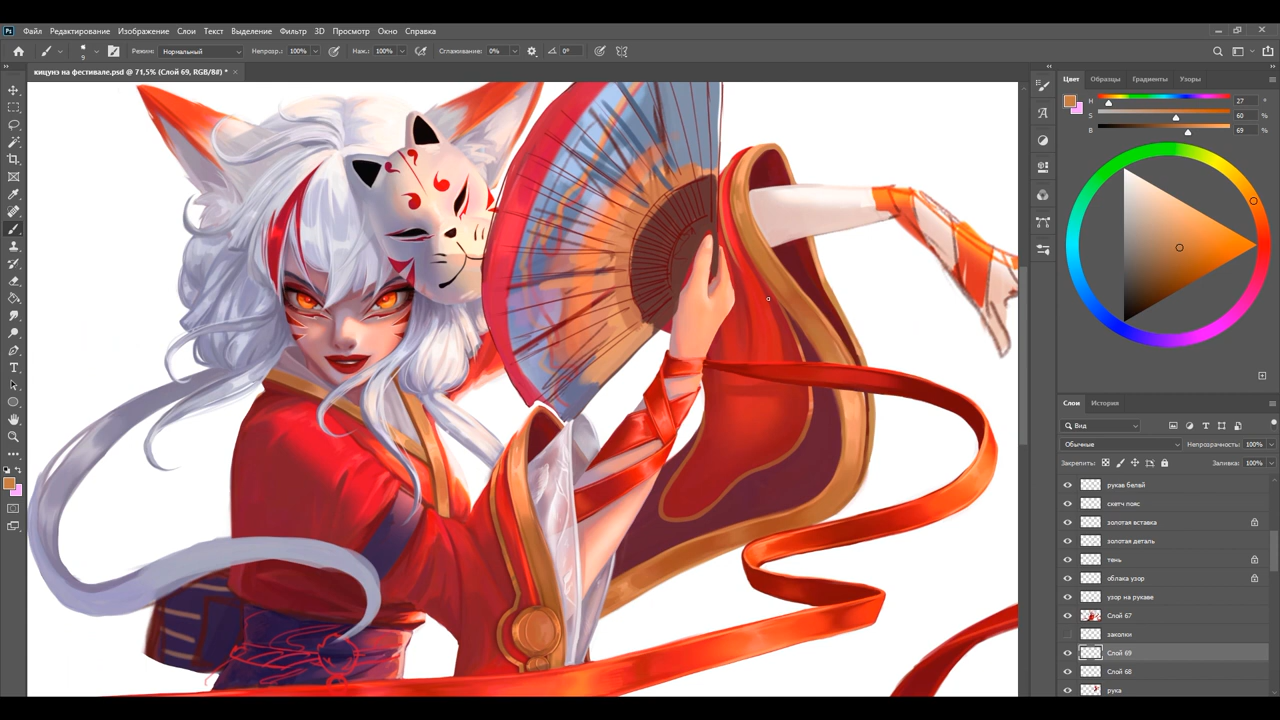 Ps Файл Редактирование Изображение Слои Текст Выделение Фильтр 3D Просмотр Окно Справка
9 Режим: Нормальный Непрозр.: 100% Наж.: 100% Сглаживание: 0% 0°
кицунэ на фестивале.psd @ 71,5% (Слой 69, RGB/8#) * ×
Цвет Образцы Градиенты Узоры
H 27 °
S 60 %
B 69 %
Слои История
Вид
Обычные Непрозрачность: 100%
Закрепить: Заливка: 100%
рукав белый
скетч пояс
золотая вставка
золотая деталь
тень
облака узор
узор на рукаве
Слой 67
заколки
Слой 69
Слой 68
рука